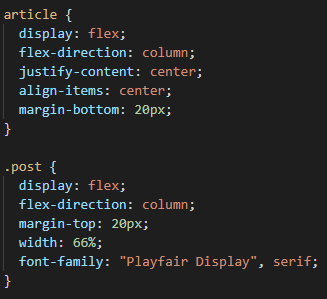 article {
  display: flex;
  flex-direction: column;
  justify-content: center;
  align-items: center;
  margin-bottom: 20px;
}

.post {
  display: flex;
  flex-direction: column;
  margin-top: 20px;
  width: 66%;
  font-family: "Playfair Display", serif;
}